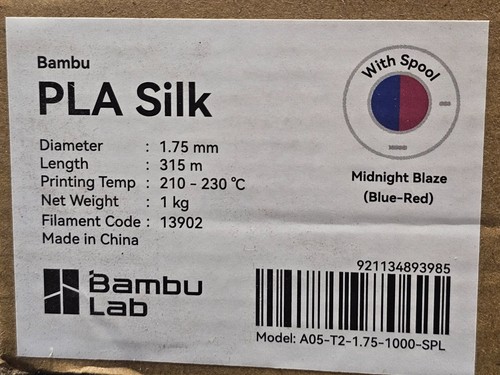 Bambu
PLA Silk
Diameter : 1.75 mm
Length : 315 m
Printing Temp : 210 - 230 °C
Net Weight : 1 kg
Filament Code : 13902
Made in China
With Spool
Midnight Blaze
(Blue-Red)
Bambu
Lab
921134893985
Model: A05-T2-1.75-1000-SPL